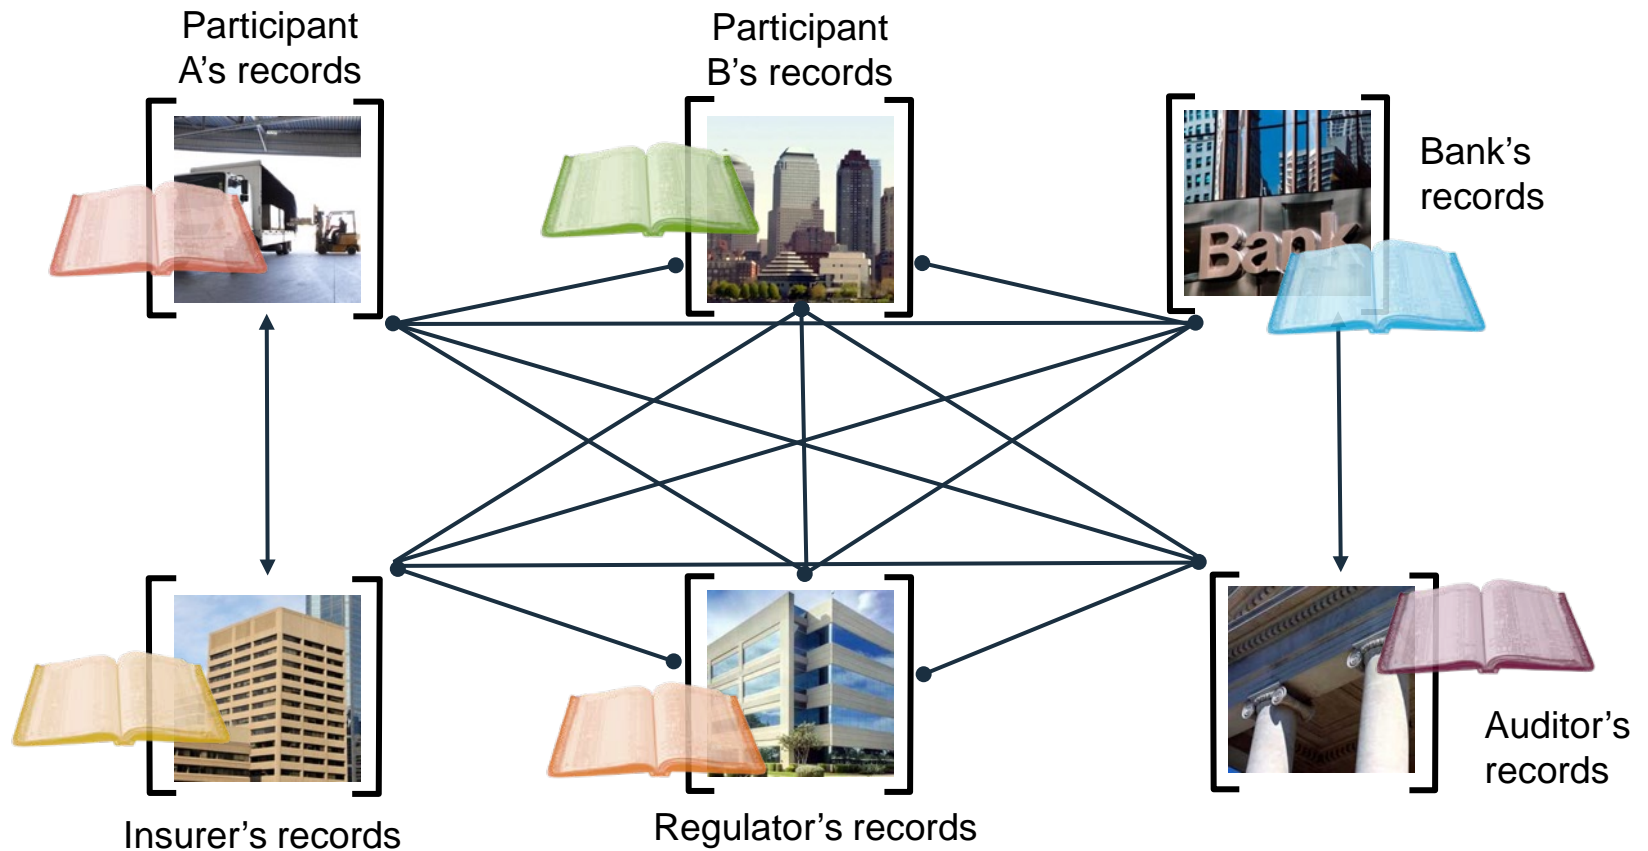 Participant
A’s records
Participant
B’s records
Bank’s
records
Bank
Auditor’s
records
Insurer’s records
Regulator’s records